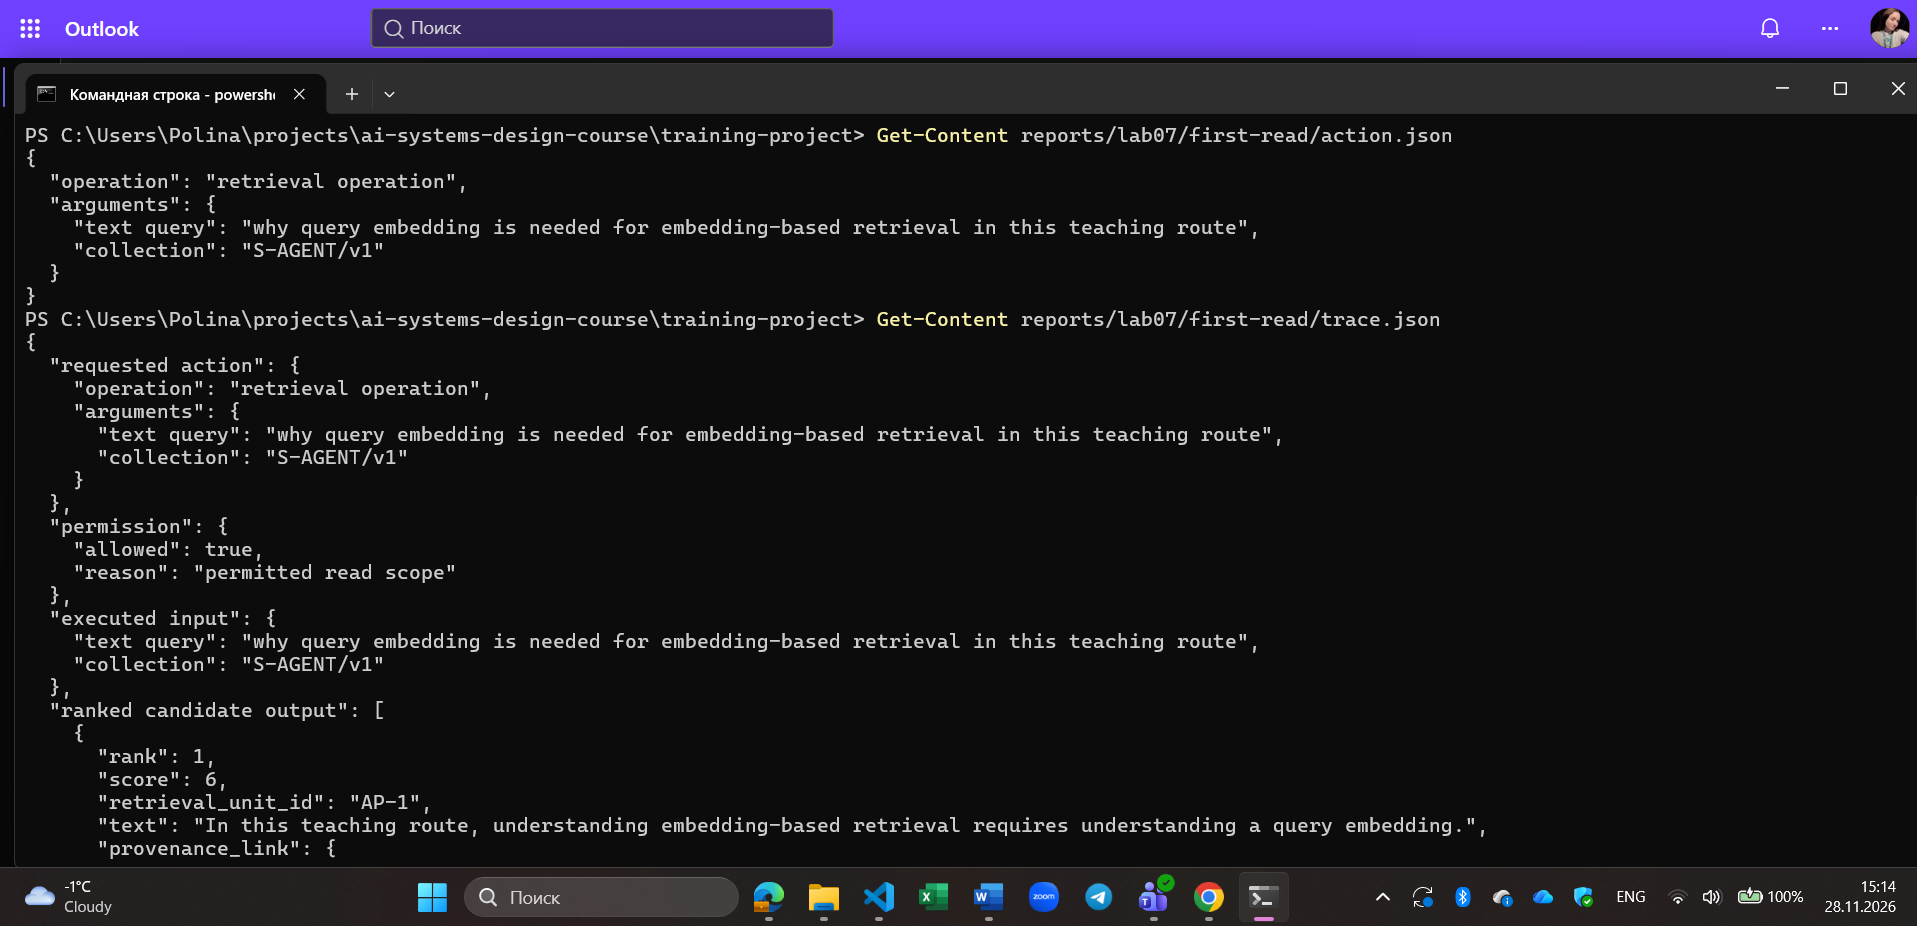 Outlook
Поиск
Командная строка - powershe
PS C:\Users\Polina\projects\ai-systems-design-course\training-project> Get-Content reports/lab07/first-read/action.json
{
  "operation": "retrieval operation",
  "arguments": {
    "text query": "why query embedding is needed for embedding-based retrieval in this teaching route",
    "collection": "S-AGENT/v1"
  }
}
PS C:\Users\Polina\projects\ai-systems-design-course\training-project> Get-Content reports/lab07/first-read/trace.json
{
  "requested action": {
    "operation": "retrieval operation",
    "arguments": {
      "text query": "why query embedding is needed for embedding-based retrieval in this teaching route",
      "collection": "S-AGENT/v1"
    }
  },
  "permission": {
    "allowed": true,
    "reason": "permitted read scope"
  },
  "executed input": {
    "text query": "why query embedding is needed for embedding-based retrieval in this teaching route",
    "collection": "S-AGENT/v1"
  },
  "ranked candidate output": [
    {
      "rank": 1,
      "score": 6,
      "retrieval_unit_id": "AP-1",
      "text": "In this teaching route, understanding embedding-based retrieval requires understanding a query embedding.",
      "provenance_link": {
-1°C
Cloudy
Поиск
zoom
ENG
100%
15:14
28.11.2026